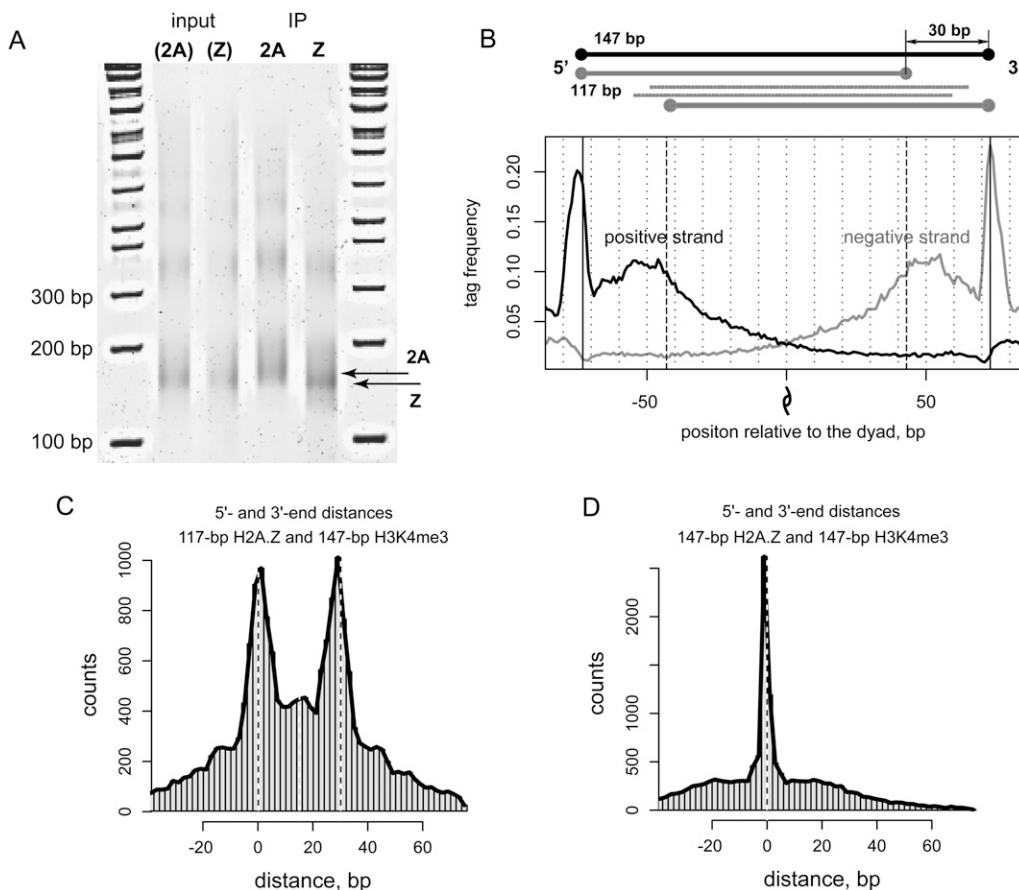 A
input IP
(2A) (Z) 2A Z
300 bp
200 bp
100 bp
2A
Z
B
30 bp
147 bp
5’ 3
117 bp
0.20
0.15
0.10
0.05
tag frequency
positive strand negative strand
-50 0 50
positon relative to the dyad, bp
C
5'- and 3'-end distances
117-bp H2A.Z and 147-bp H3K4me3
1000
800
600
400
200
0
counts
-20 0 20 40 60
distance, bp
D
5'- and 3'-end distances
147-bp H2A.Z and 147-bp H3K4me3
2000
1000
500
0
counts
-20 0 20 40 60
distance, bp